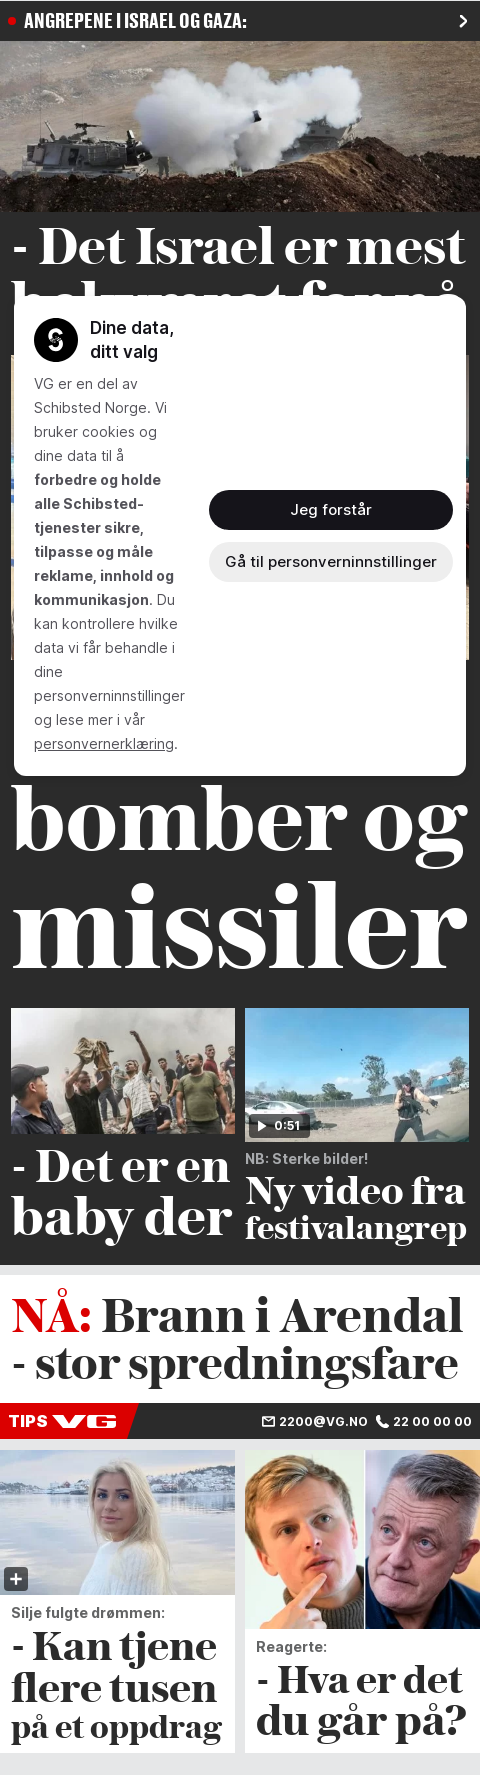 ANGREPENE I ISRAEL OG GAZA:
- Det Israel er mest
Dine data,
ditt valg
VG er en del av
Schibsted Norge. Vi
bruker cookies og
dine data til å
forbedre og holde
alle Schibsted-
tjenester sikre,
tilpasse og måle
reklame, innhold og
kommunikasjon. Du
kan kontrollere hvilke
data vi får behandle i
dine
personverninnstillinger
og lese mer i vår
personvernerklæring.
Jeg forstår
Gå til personverninnstillinger
bomber og
missiler
- Det er en
baby der
0:51
NB: Sterke bilder!
Ny video fra
festivalangrep
NÅ: Brann i Arendal
- stor spredningsfare
TIPS VG
2200@VG.NO 22 00 00 00
Silje fulgte drømmen:
- Kan tjene
flere tusen
på et oppdrag
Reagerte:
- Hva er det
du går på?